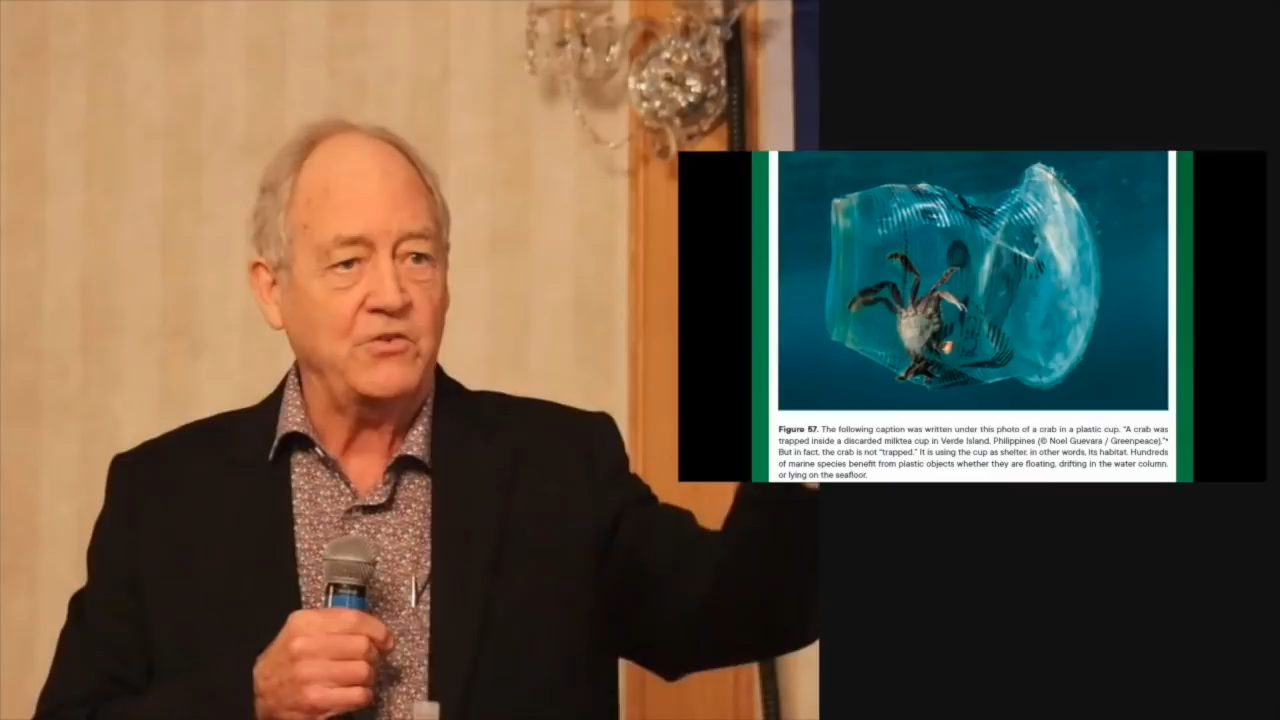 Figure 57. The following caption was written under this photo of a crab in a plastic cup. "A crab was
trapped inside a discarded milktea cup in Verde Island, Philippines (© Noel Guevara / Greenpeace)."*
But in fact, the crab is not "trapped." It is using the cup as shelter, in other words, its habitat. Hundreds
of marine species benefit from plastic objects whether they are floating, drifting in the water column,
or lying on the seafloor.